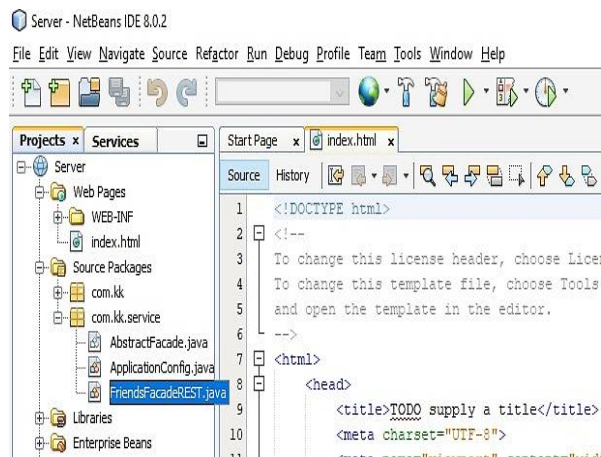 Server - NetBeans IDE 8.0.2
File Edit View Navigate Source Refactor Run Debug Profile Team Tools Window Help
Projects x Services
Start Page x index.html x
Server
Web Pages
WEB-INF
index.html
Source Packages
com.kk
com.kk.service
AbstractFacade.java
ApplicationConfig.java
FriendsFacadeREST.java
Libraries
Enterprise Beans
Source History
1 <!DOCTYPE html>
2 <!--
3 To change this license header, choose Licen
4 To change this template file, choose Tools
5 and open the template in the editor.
6 -->
7 <html>
8 <head>
9 <title>TODO supply a title</title>
10 <meta charset="UTF-8">